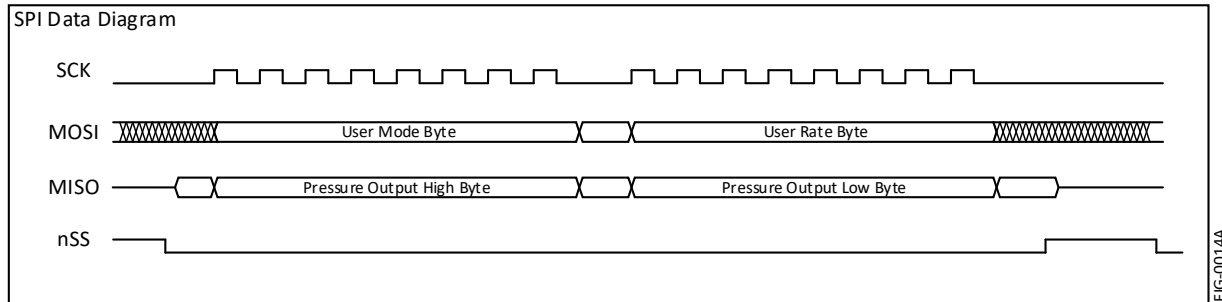 SPI Data Diagram
SCK
MOSI
User Mode Byte
User Rate Byte
MISO
Pressure Output High Byte
Pressure Output Low Byte
nSS
FIG-0014A